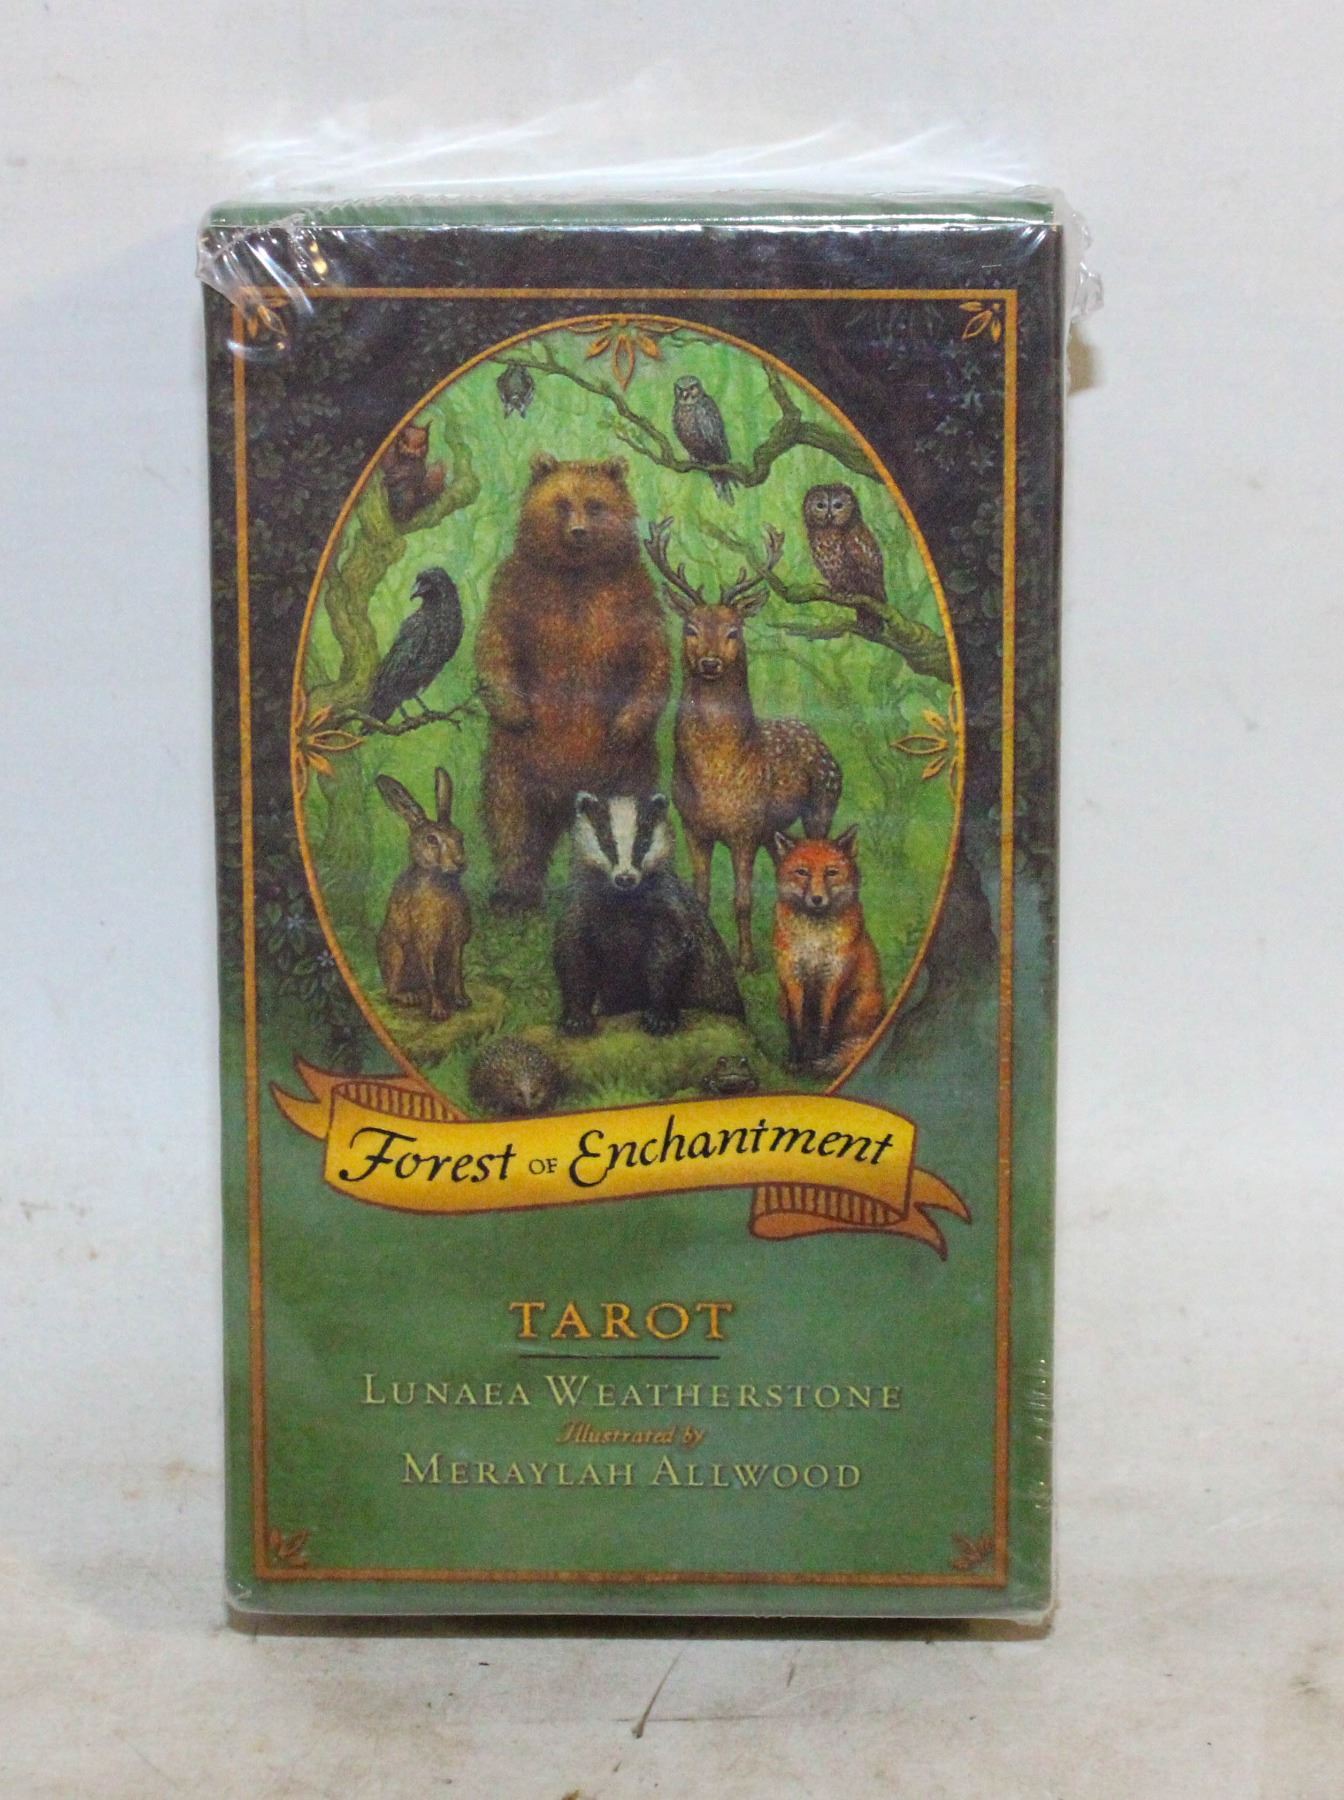 Forest OF Enchantment
TAROT
LUNAEA WEATHERSTONE
Illustrated by
MERAYLAH ALLWOOD